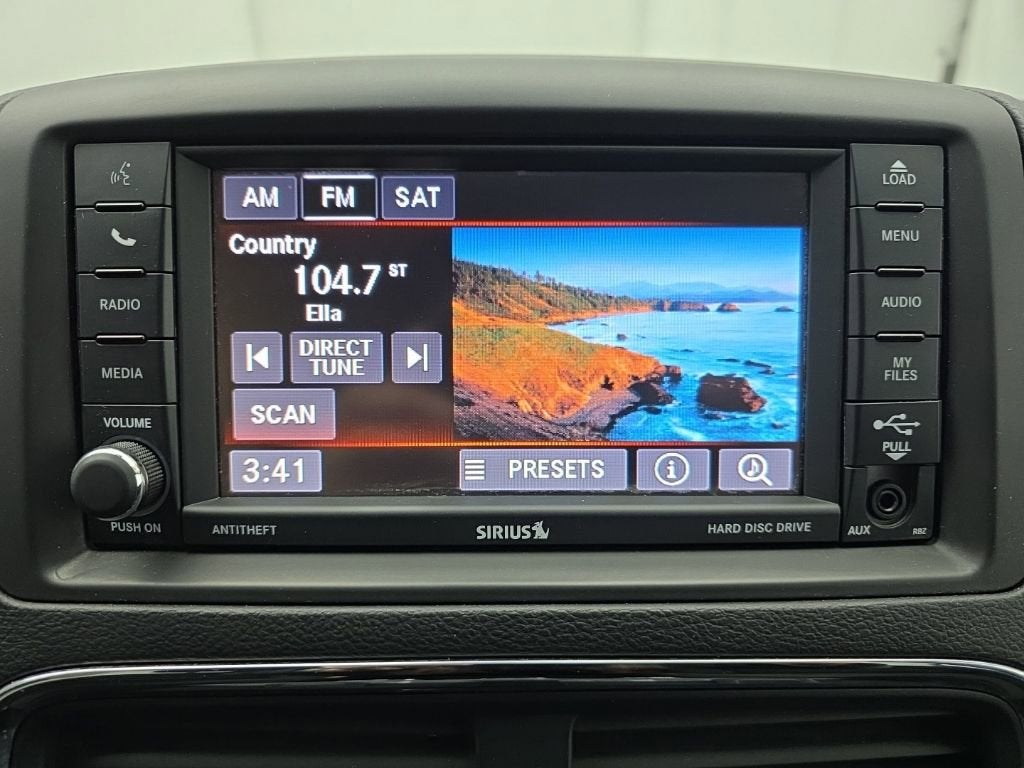 AM FM SAT
Country
104.7 ST
Ella
DIRECT
TUNE
SCAN
3:41 PRESETS i
RADIO
MEDIA
VOLUME
PUSH ON
ANTITHEFT SIRIUS HARD DISC DRIVE
LOAD
MENU
AUDIO
MY
FILES
PULL
AUX RBZ